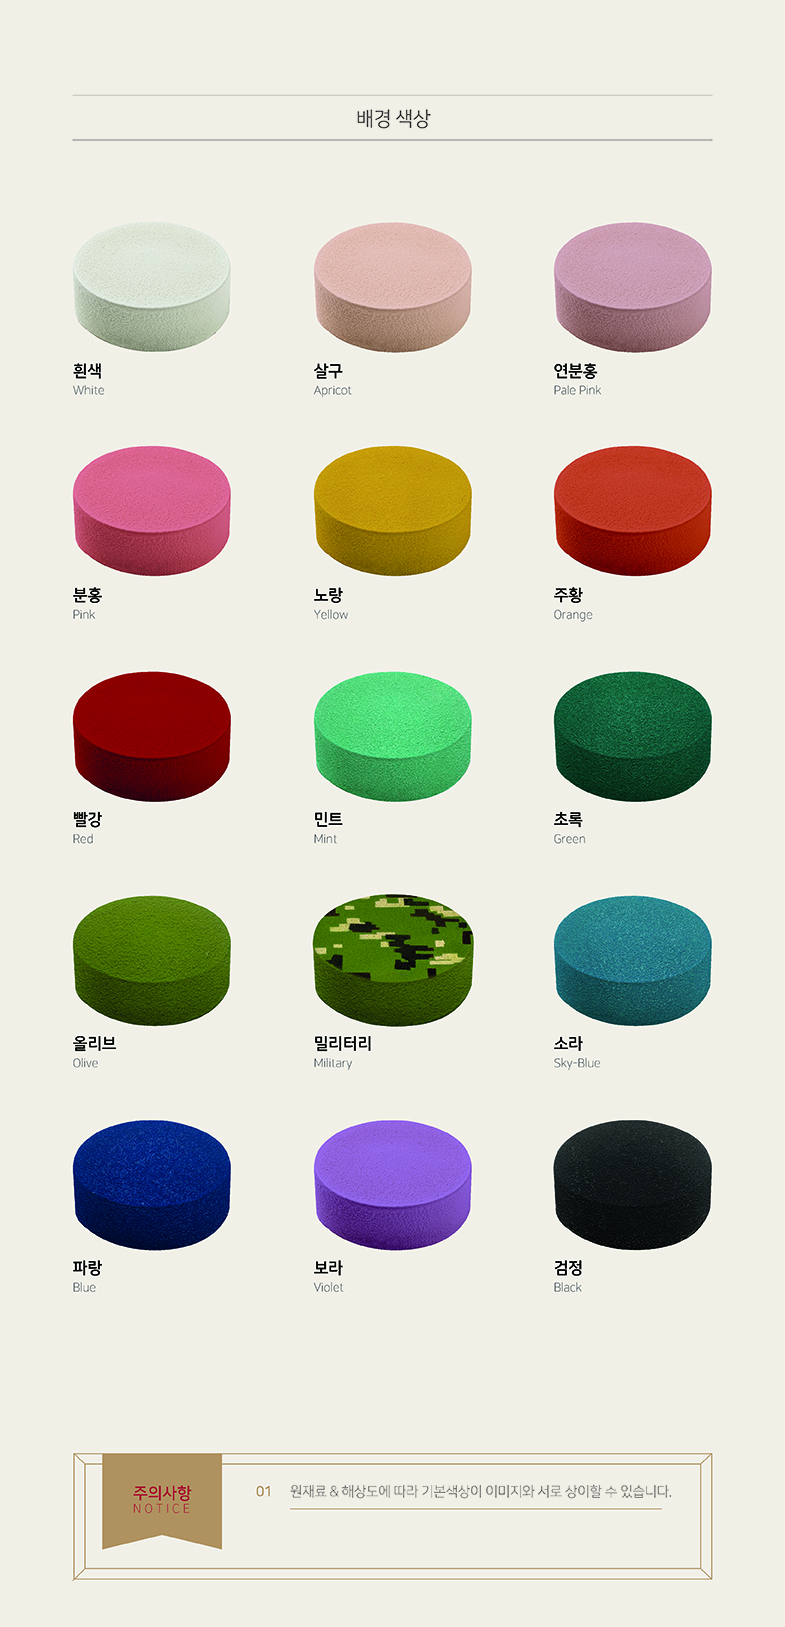 배경 색상
흰색
White
살구
Apricot
연분홍
Pale Pink
분홍
Pink
노랑
Yellow
주황
Orange
빨강
Red
민트
Mint
초록
Green
올리브
Olive
밀리터리
Military
소라
Sky-Blue
파랑
Blue
보라
Violet
검정
Black
주의사항
NOTICE
01 원재료 & 해상도에 따라 기본색상이 이미지와 서로 상이할 수 있습니다.